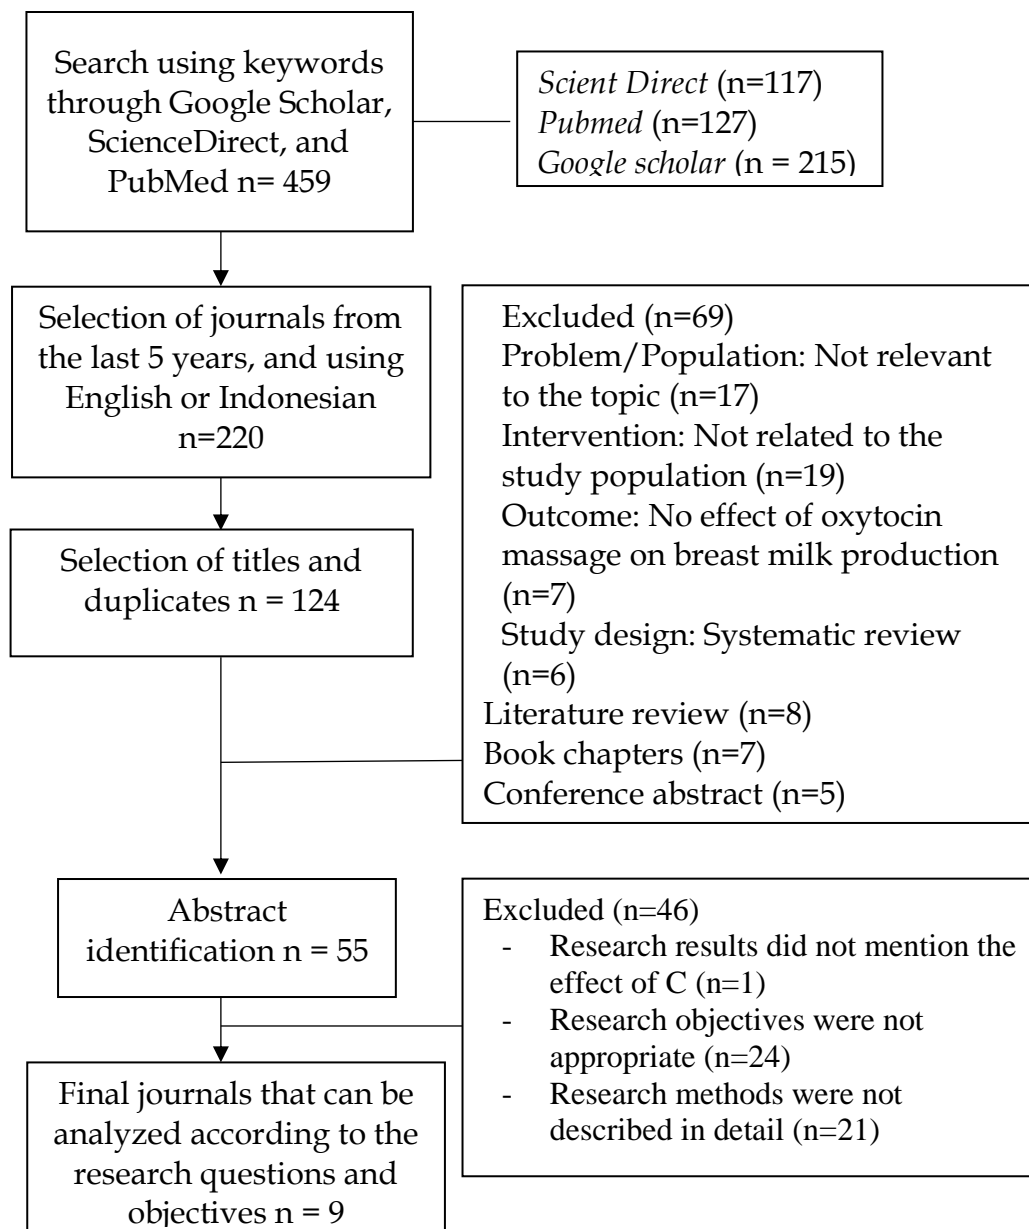 Search using keywords
through Google Scholar,
ScienceDirect, and
PubMed n= 459
Scient Direct (n=117)
Pubmed (n=127)
Google scholar (n = 215)
Selection of journals from
the last 5 years, and using
English or Indonesian
n=220
Excluded (n=69)
Problem/Population: Not relevant
to the topic (n=17)
Intervention: Not related to the
study population (n=19)
Outcome: No effect of oxytocin
massage on breast milk production
(n=7)
Study design: Systematic review
(n=6)
Literature review (n=8)
Book chapters (n=7)
Conference abstract (n=5)
Selection of titles and
duplicates n = 124
Abstract
identification n = 55
Excluded (n=46)
- Research results did not mention the
effect of C (n=1)
- Research objectives were not
appropriate (n=24)
- Research methods were not
described in detail (n=21)
Final journals that can be
analyzed according to the
research questions and
objectives n = 9